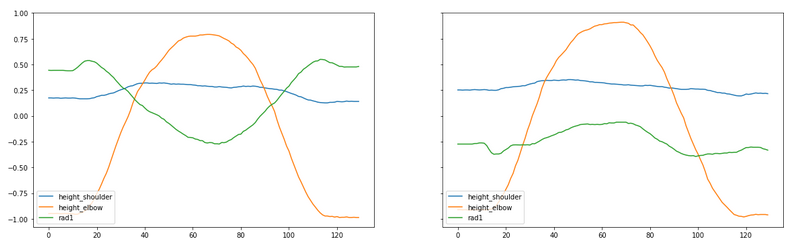 1.00
0.75
0.50
0.25
0.00
−0.25
−0.50
−0.75
−1.00
height_shoulder
height_elbow
rad1
0 20 40 60 80 100 120
height_shoulder
height_elbow
rad1
0 20 40 60 80 100 120